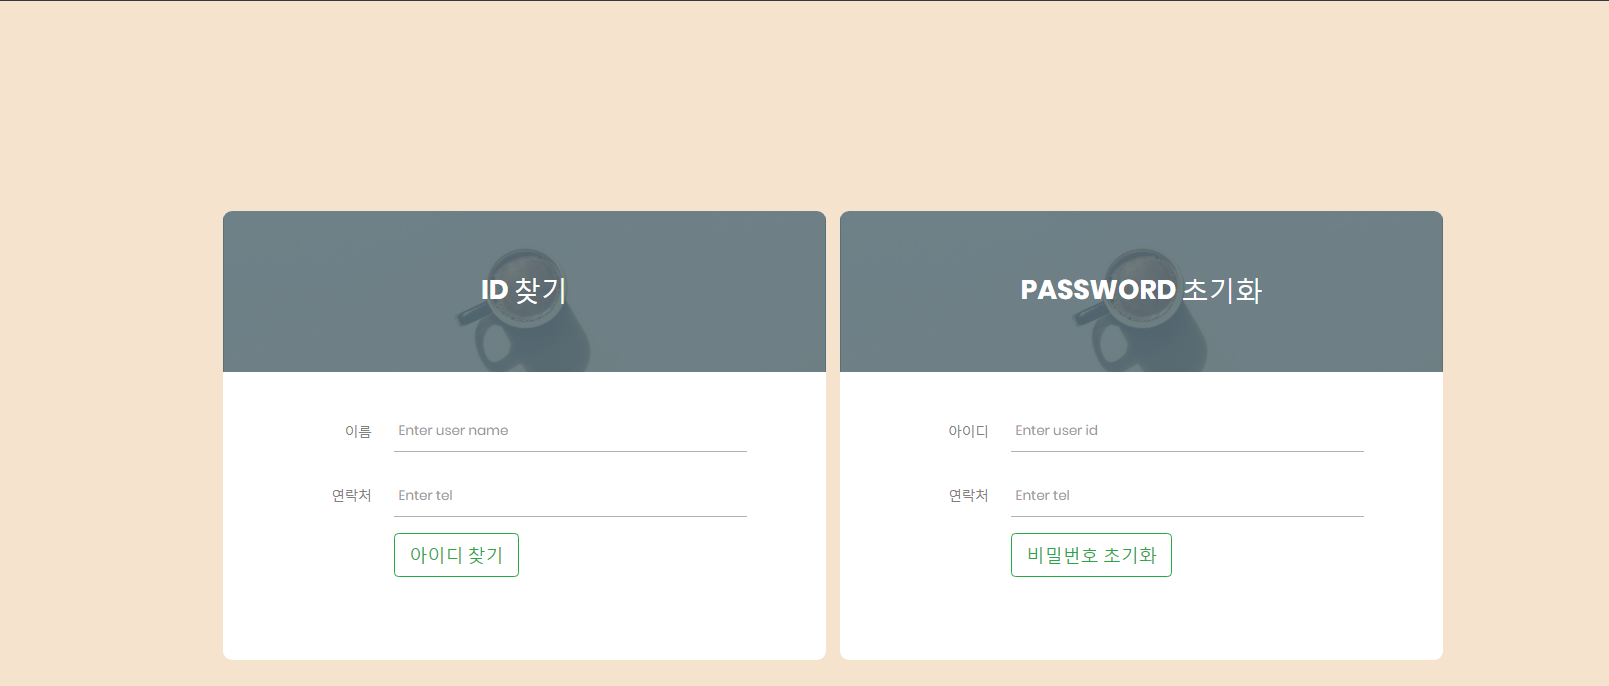 ID 찾기
이름 Enter user name
연락처 Enter tel
아이디 찾기
PASSWORD 초기화
아이디 Enter user id
연락처 Enter tel
비밀번호 초기화